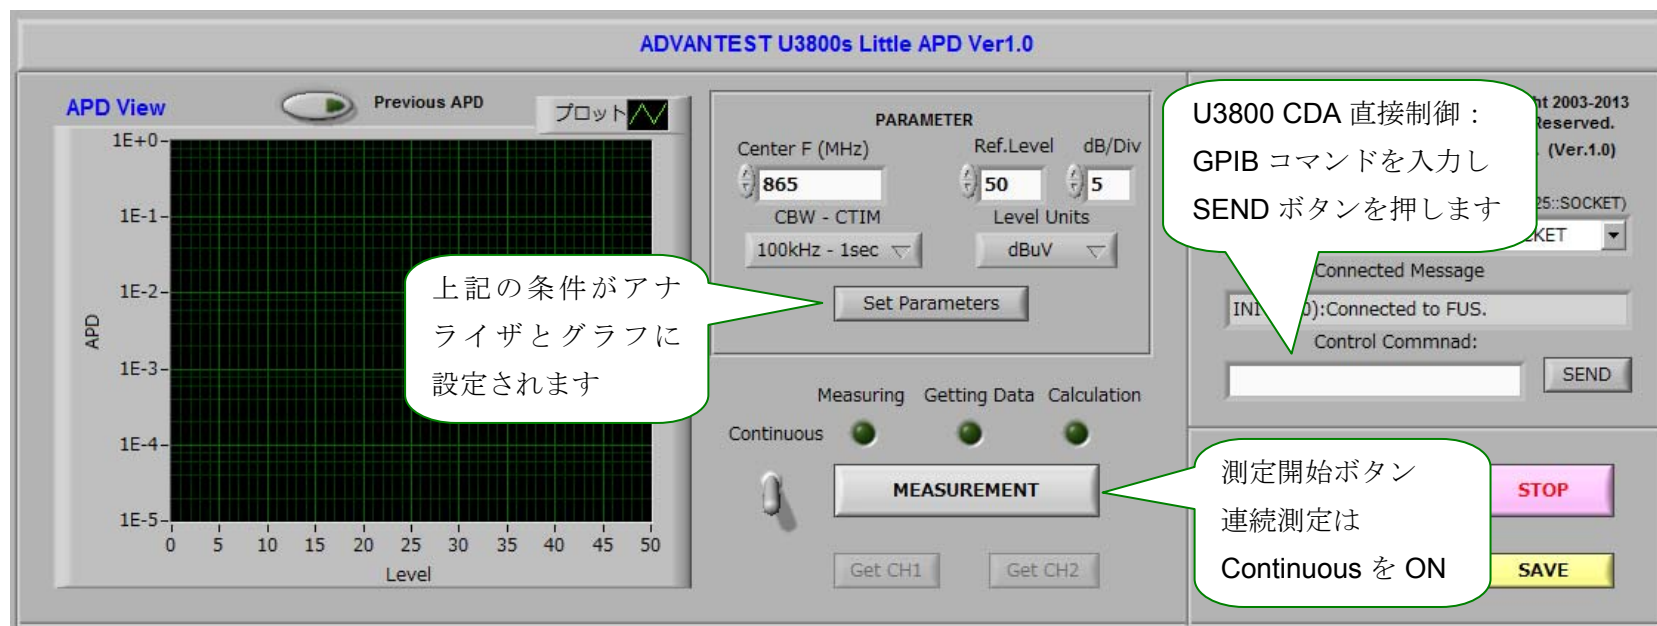 ADVANTEST U3800s Little APD Ver1.0
APD View
Previous APD
プロット
1E+0
1E-1
1E-2
1E-3
1E-4
1E-5
APD
0 5 10 15 20 25 30 35 40 45 50
Level
上記の条件がアナ
ライザとグラフに
設定されます
PARAMETER
Center F (MHz) Ref.Level dB/Div
865 50 5
CBW - CTIM Level Units
100kHz - 1sec dBuV
Set Parameters
Measuring Getting Data Calculation
Continuous
MEASUREMENT
Get CH1 Get CH2
U3800 CDA 直接制御：
GPIB コマンドを入力し
SEND ボタンを押します
2003-2013
Reserved.
(Ver.1.0)
25::SOCKET)
Connected Message
:Connected to FUS.
Control Commnad:
SEND
測定開始ボタン
連続測定は
Continuous を ON
STOP
SAVE